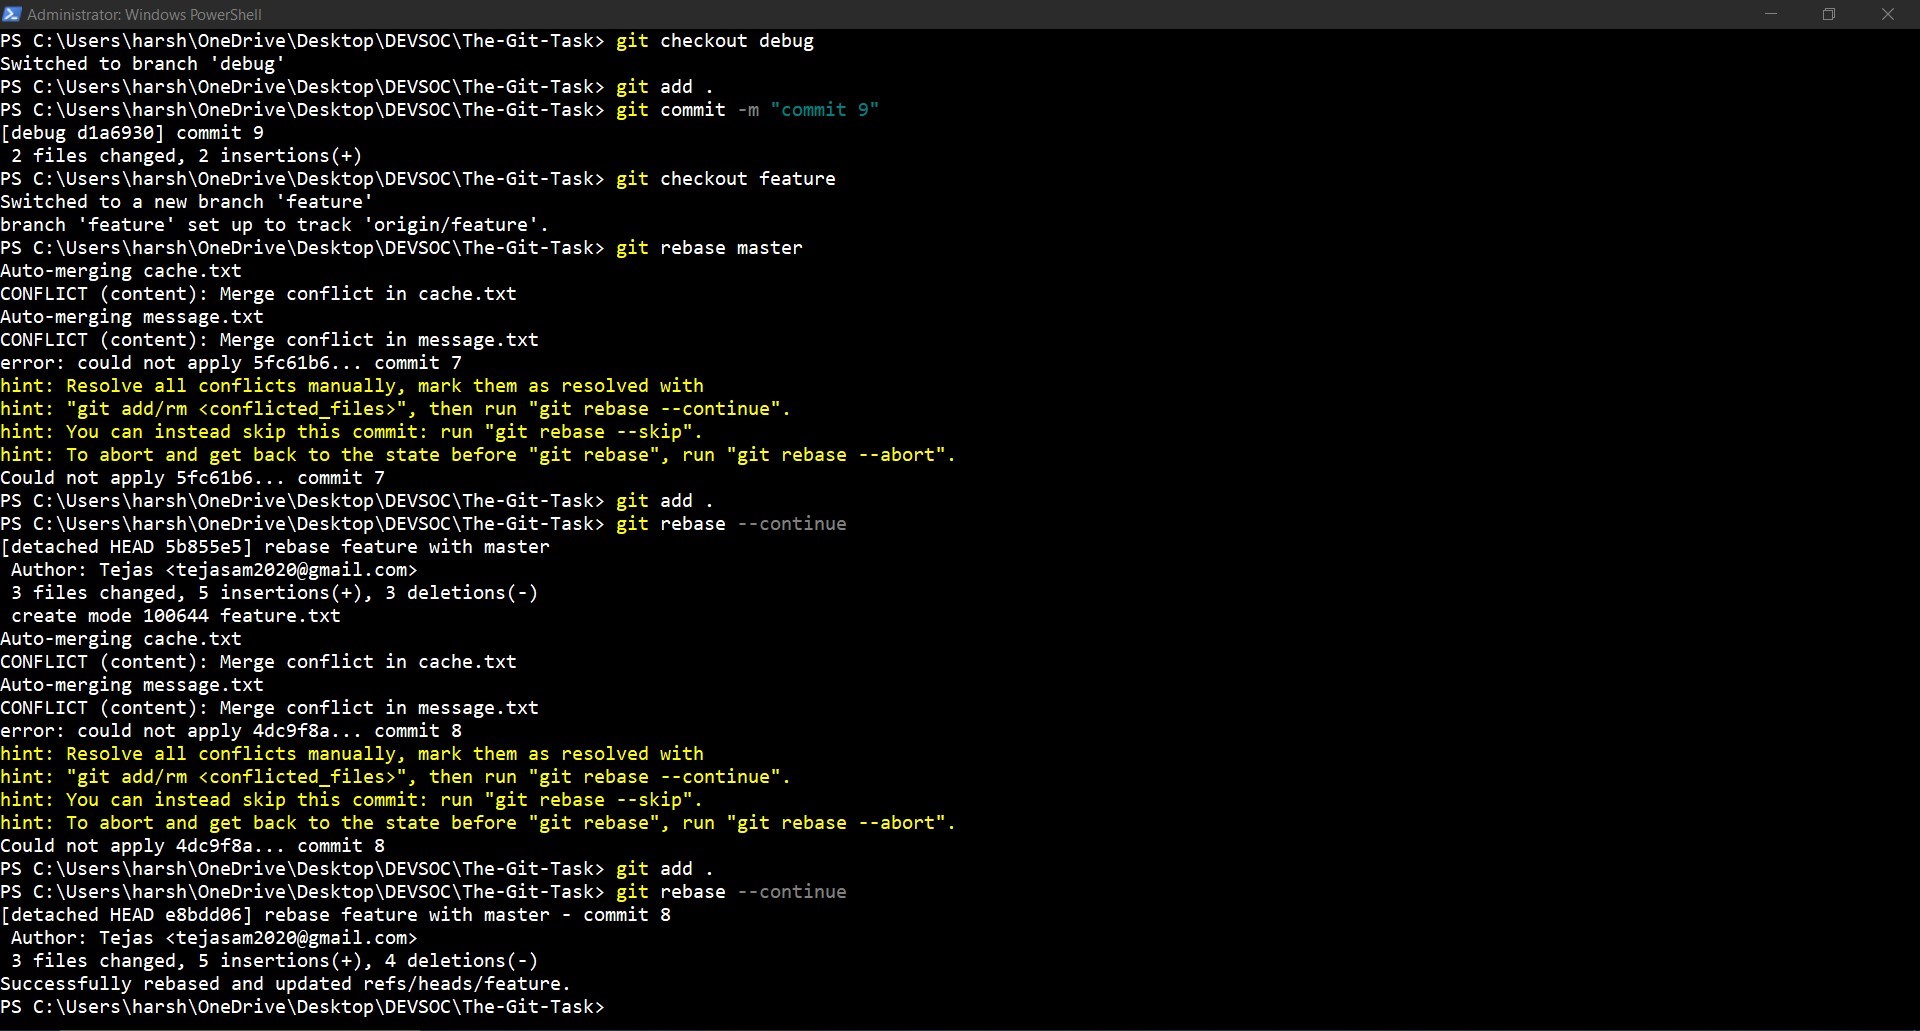 Administrator: Windows PowerShell
PS C:\Users\harsh\OneDrive\Desktop\DEVSOC\The-Git-Task> git checkout debug
Switched to branch 'debug'
PS C:\Users\harsh\OneDrive\Desktop\DEVSOC\The-Git-Task> git add .
PS C:\Users\harsh\OneDrive\Desktop\DEVSOC\The-Git-Task> git commit -m "commit 9"
[debug d1a6930] commit 9
 2 files changed, 2 insertions(+)
PS C:\Users\harsh\OneDrive\Desktop\DEVSOC\The-Git-Task> git checkout feature
Switched to a new branch 'feature'
branch 'feature' set up to track 'origin/feature'.
PS C:\Users\harsh\OneDrive\Desktop\DEVSOC\The-Git-Task> git rebase master
Auto-merging cache.txt
CONFLICT (content): Merge conflict in cache.txt
Auto-merging message.txt
CONFLICT (content): Merge conflict in message.txt
error: could not apply 5fc61b6... commit 7
hint: Resolve all conflicts manually, mark them as resolved with
hint: "git add/rm <conflicted_files>", then run "git rebase --continue".
hint: You can instead skip this commit: run "git rebase --skip".
hint: To abort and get back to the state before "git rebase", run "git rebase --abort".
Could not apply 5fc61b6... commit 7
PS C:\Users\harsh\OneDrive\Desktop\DEVSOC\The-Git-Task> git add .
PS C:\Users\harsh\OneDrive\Desktop\DEVSOC\The-Git-Task> git rebase --continue
[detached HEAD 5b855e5] rebase feature with master
 Author: Tejas <tejasam2020@gmail.com>
 3 files changed, 5 insertions(+), 3 deletions(-)
 create mode 100644 feature.txt
Auto-merging cache.txt
CONFLICT (content): Merge conflict in cache.txt
Auto-merging message.txt
CONFLICT (content): Merge conflict in message.txt
error: could not apply 4dc9f8a... commit 8
hint: Resolve all conflicts manually, mark them as resolved with
hint: "git add/rm <conflicted_files>", then run "git rebase --continue".
hint: You can instead skip this commit: run "git rebase --skip".
hint: To abort and get back to the state before "git rebase", run "git rebase --abort".
Could not apply 4dc9f8a... commit 8
PS C:\Users\harsh\OneDrive\Desktop\DEVSOC\The-Git-Task> git add .
PS C:\Users\harsh\OneDrive\Desktop\DEVSOC\The-Git-Task> git rebase --continue
[detached HEAD e8bdd06] rebase feature with master - commit 8
 Author: Tejas <tejasam2020@gmail.com>
 3 files changed, 5 insertions(+), 4 deletions(-)
Successfully rebased and updated refs/heads/feature.
PS C:\Users\harsh\OneDrive\Desktop\DEVSOC\The-Git-Task>